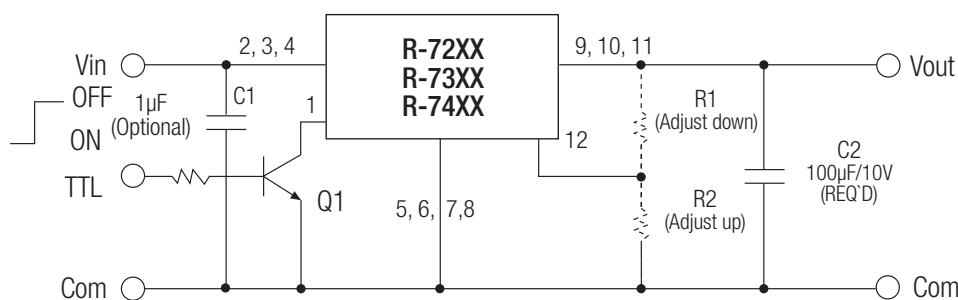 R-72XX
R-73XX
R-74XX
2, 3, 4
9, 10, 11
Vin
Vout
OFF
ON
1µF
(Optional)
C1
1
12
R1
(Adjust down)
C2
100µF/10V
(REQ`D)
TTL
Q1
5, 6, 7,8
R2
(Adjust up)
Com
Com